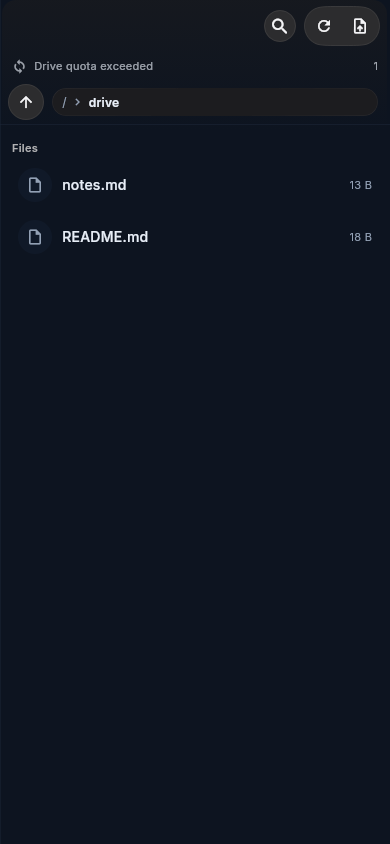 Drive quota exceeded 1
/ > drive
Files
notes.md 13 B
README.md 18 B